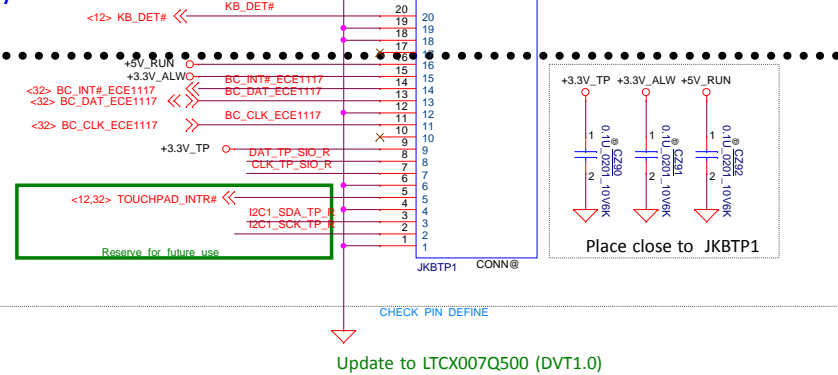 KB_DET#
<12> KB_DET#
20 20
19 19
18 18
17 17
+5V_RUN 16 16
+3.3V_ALW 15 15
BC_INT#_ECE1117 14 14
<32> BC_INT#_ECE1117
BC_DAT_ECE1117 13 13
<32> BC_DAT_ECE1117
12 12
BC_CLK_ECE1117 11 11
<32> BC_CLK_ECE1117
10 10
+3.3V_TP 9 9
DAT_TP_SIO_R 8 8
CLK_TP_SIO_R 7 7
6 6
<12,32> TOUCHPAD_INTR# 5 5
4 4
I2C1_SDA_TP_R 3 3
I2C1_SCK_TP_R 2 2
1 1
Reserve for future use
JKBTP1
CONN@
+3.3V_TP +3.3V_ALW +5V_RUN
1 2 @ CZ90 0.1U_0201_10V6K
1 2 @ CZ91 0.1U_0201_10V6K
1 2 @ CZ92 0.1U_0201_10V6K
Place close to JKBTP1
CHECK PIN DEFINE
Update to LTCX007Q500 (DVT1.0)